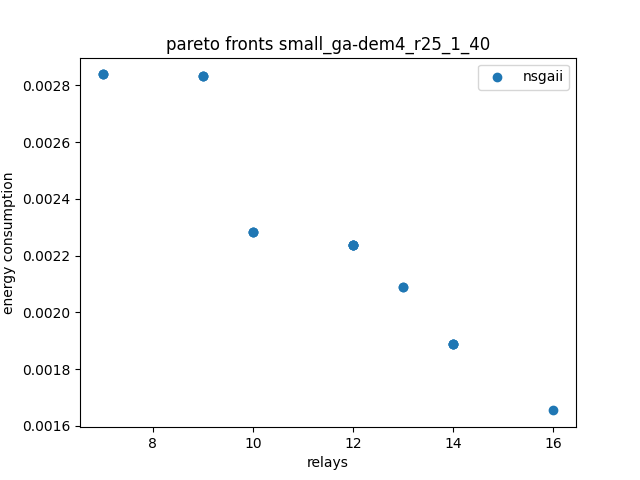 pareto fronts small_ga-dem4_r25_1_40
nsgaii
0.0028
0.0026
0.0024
0.0022
0.0020
0.0018
0.0016
energy consumption
8 10 12 14 16
relays